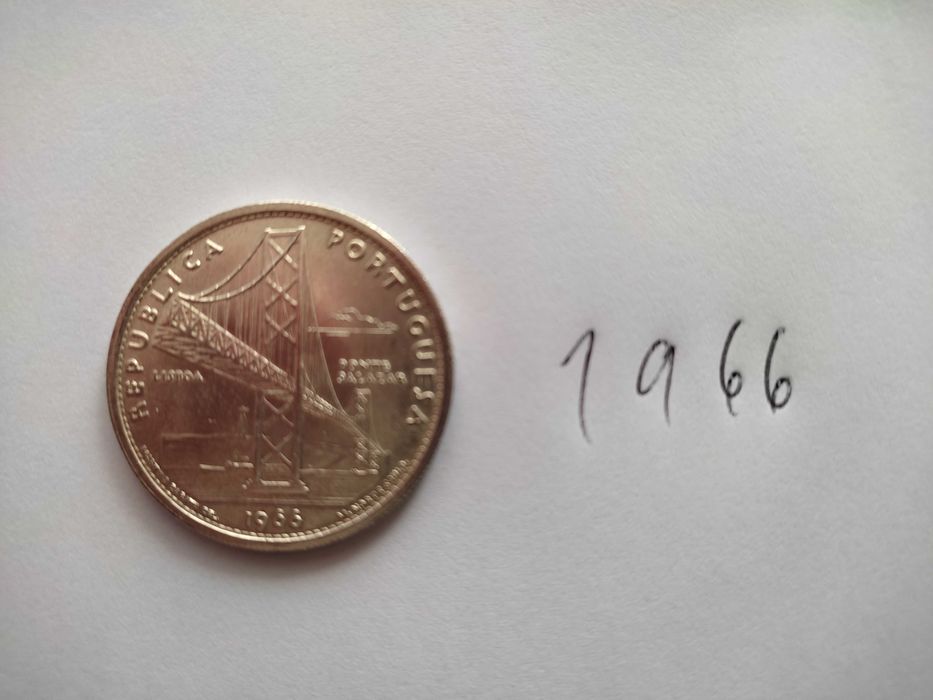 REPUBLICA PORTUGUESA
LISBOA
PONTE
SALAZAR
1966
1966